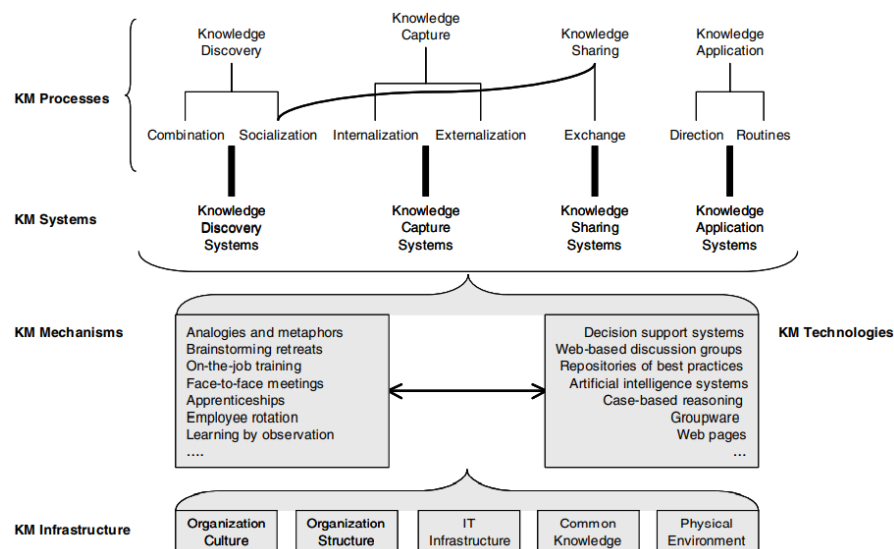 Knowledge
Discovery
Knowledge
Capture
Knowledge
Sharing
Knowledge
Application
KM Processes
Combination
Socialization
Internalization
Externalization
Exchange
Direction
Routines
KM Systems
Knowledge
Discovery
Systems
Knowledge
Capture
Systems
Knowledge
Sharing
Systems
Knowledge
Application
Systems
KM Mechanisms
Analogies and metaphors
Brainstorming retreats
On-the-job training
Face-to-face meetings
Apprenticeships
Employee rotation
Learning by observation
....
Decision support systems
Web-based discussion groups
Repositories of best practices
Artificial intelligence systems
Case-based reasoning
Groupware
Web pages
...
KM Technologies
KM Infrastructure
Organization
Culture
Organization
Structure
IT
Infrastructure
Common
Knowledge
Physical
Environment